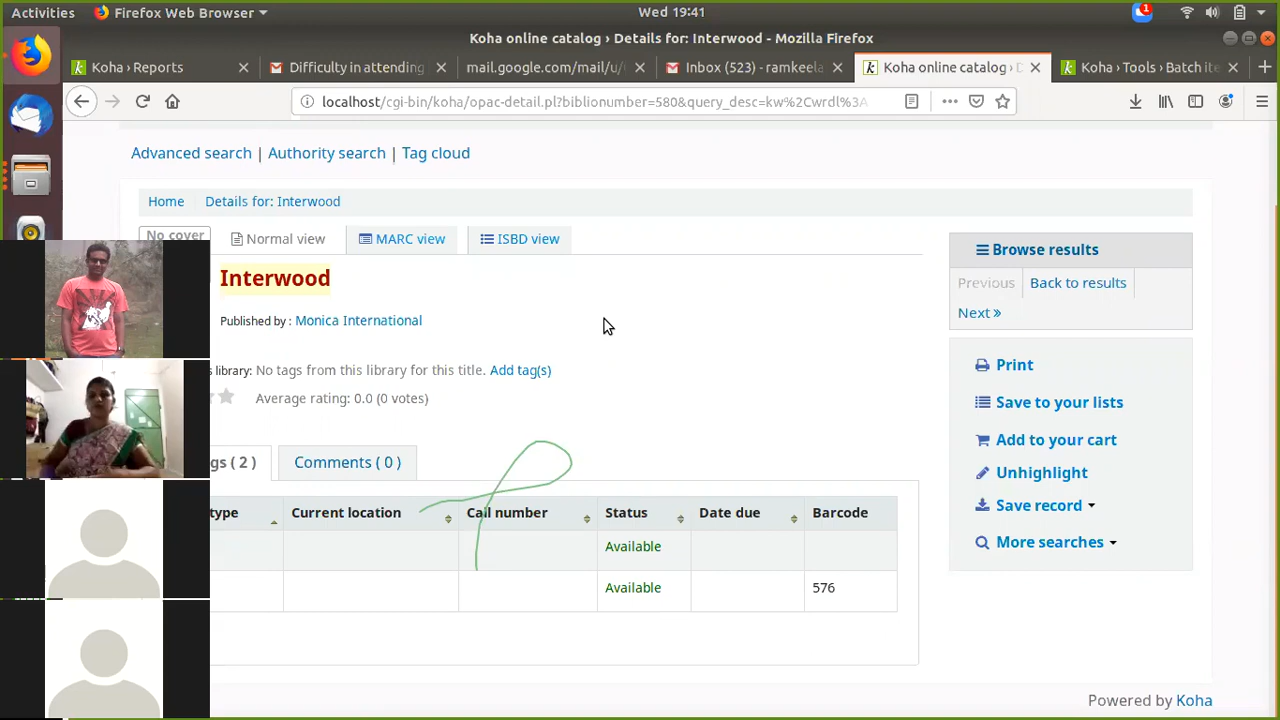 Activities Firefox Web Browser Wed 19:41 1
Koha online catalog › Details for: Interwood - Mozilla Firefox
Koha › Reports Difficulty in attending mail.google.com/mail/u/ Inbox (523) - ramkeela Koha online catalog › D Koha › Tools › Batch ite
localhost/cgi-bin/koha/opac-detail.pl?biblionumber=580&query_desc=kw%2Cwrdl%3A
Advanced search | Authority search | Tag cloud
Home Details for: Interwood
No cover Normal view MARC view ISBD view
Interwood
Published by : Monica International
library: No tags from this library for this title. Add tag(s)
Average rating: 0.0 (0 votes)
gs ( 2 ) Comments ( 0 )
type Current location Call number Status Date due Barcode
Available
Available 576
Browse results
Previous Back to results
Next »
Print
Save to your lists
Add to your cart
Unhighlight
Save record
More searches
Powered by Koha